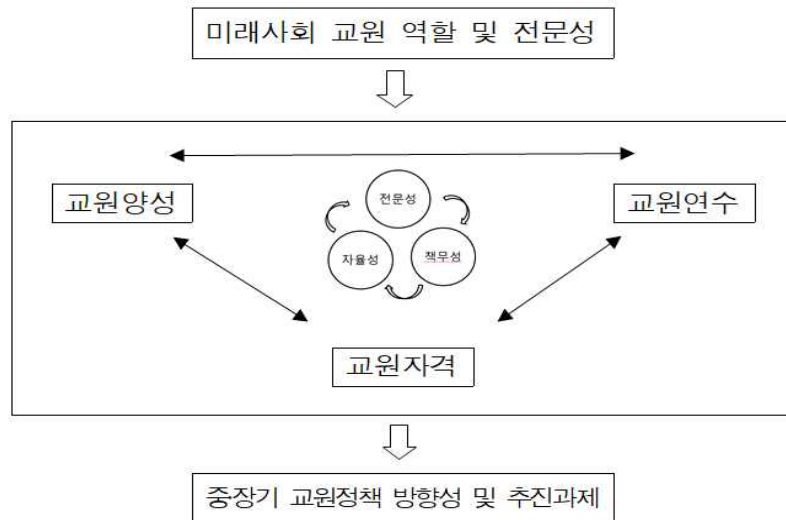 미래사회 교원 역할 및 전문성
교원양성
교원연수
전문성
자율성
책무성
교원자격
중장기 교원정책 방향성 및 추진과제